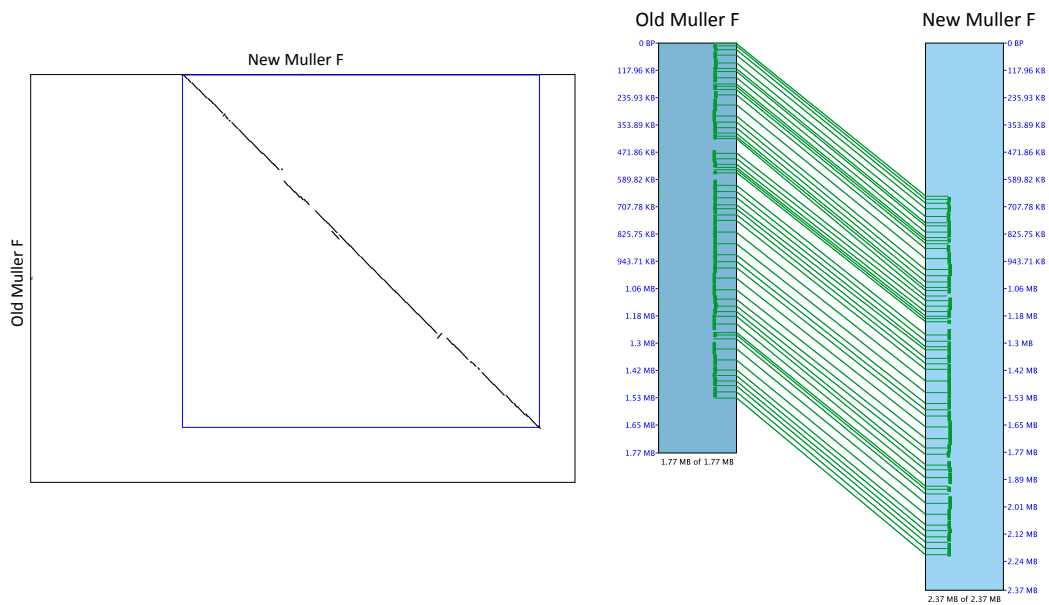 New Muller F
Old Muller F
Old Muller F
0 BP
117.96 KB
235.93 KB
353.89 KB
471.86 KB
589.82 KB
707.78 KB
825.75 KB
943.71 KB
1.06 MB
1.18 MB
1.3 MB
1.42 MB
1.53 MB
1.65 MB
1.77 MB
1.77 MB of 1.77 MB
New Muller F
0 BP
117.96 KB
235.93 KB
353.89 KB
471.86 KB
589.82 KB
707.78 KB
825.75 KB
943.71 KB
1.06 MB
1.18 MB
1.3 MB
1.42 MB
1.53 MB
1.65 MB
1.77 MB
1.89 MB
2.01 MB
2.12 MB
2.24 MB
2.37 MB
2.37 MB of 2.37 MB